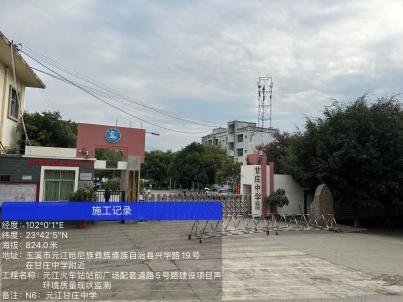 甘庄中学
施工记录
经度: 102°0'1"E
纬度: 23°42'5"N
海拔: 824.0米
地址: 玉溪市元江哈尼族彝族傣族自治县兴华路19号
在甘庄中学附近
工程名称: 元江火车站站前广场配套道路5号路建设项目声
环境质量现状监测
备注: N6: 元江甘庄中学